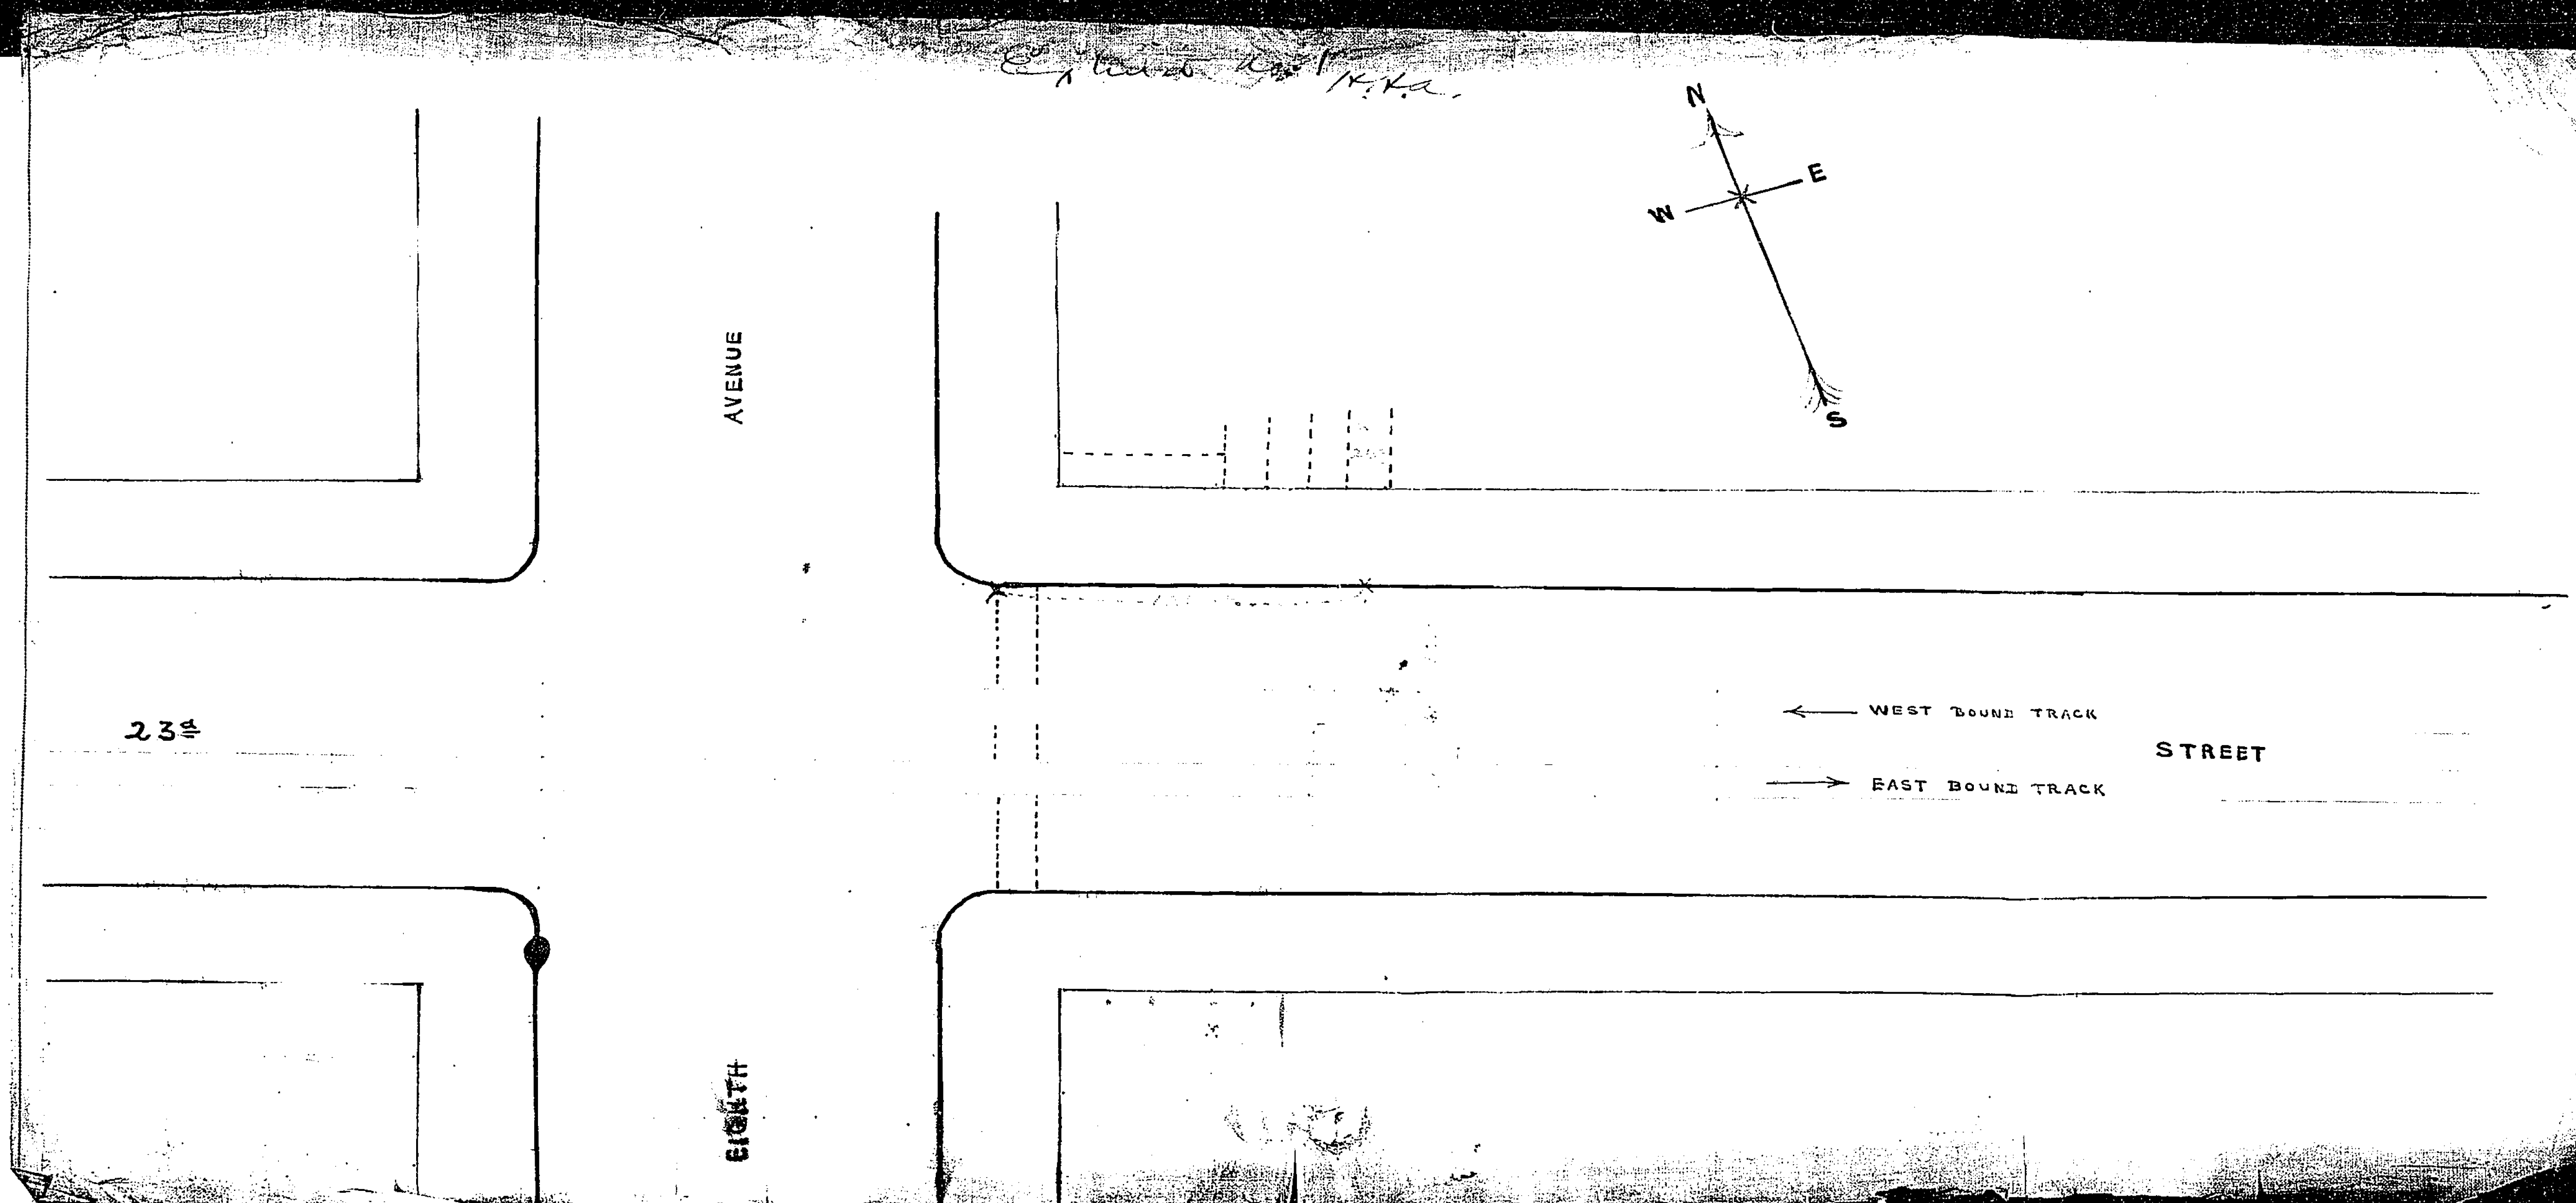 H.H.A.
N
E
W
S
AVENUE
23d
WEST BOUND TRACK
STREET
EAST BOUND TRACK
EIGHTH